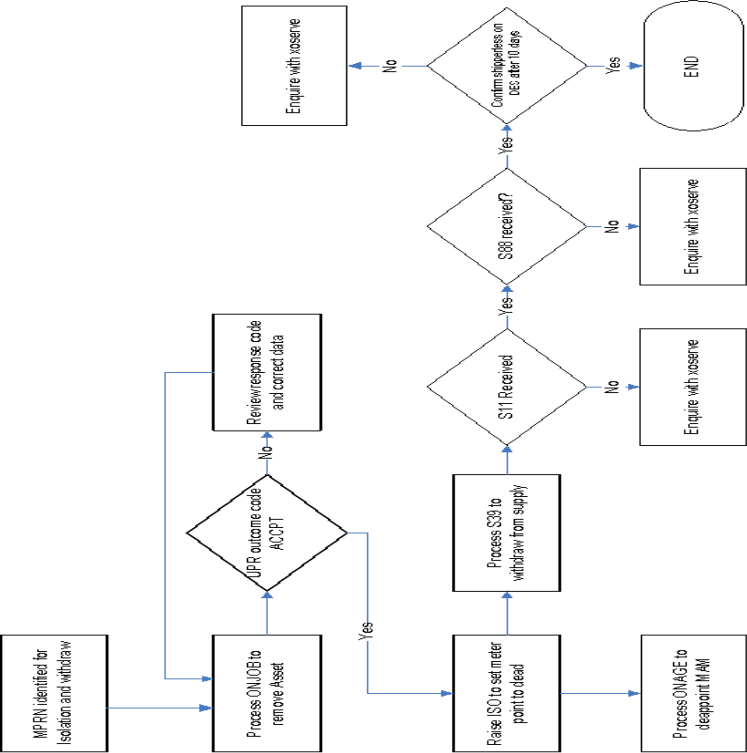 MPRN identified for
Isolation and withdraw
Process ONJOB to
remove Asset
UPR outcome code
ACCPT
No
Review response code
and correct data
Yes
Raise ISO to set meter
point to dead
Process ONAGE to
deappoint MAM
Process S39 to
withdraw from supply
S11 Received
No
Enquire with xoserve
Yes
S88 received?
No
Enquire with xoserve
Yes
Confirm shipperless on
DES after 10 days
No
Enquire with xoserve
Yes
END